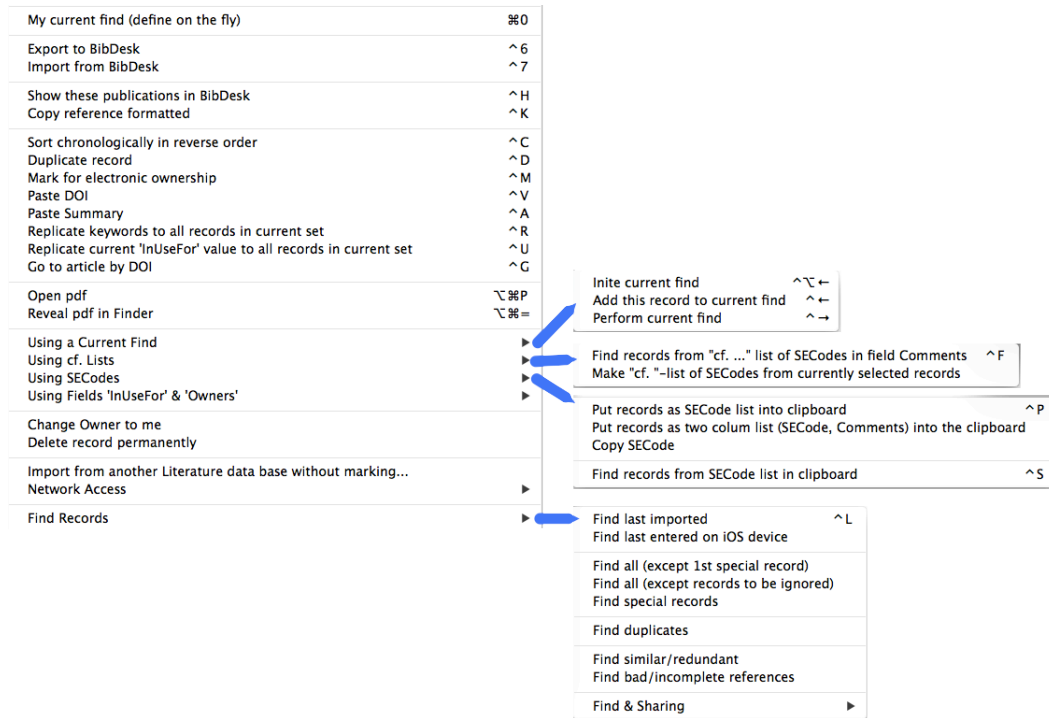 My current find (define on the fly) ⌘0
Export to BibDesk ^6
Import from BibDesk ^7
Show these publications in BibDesk ^H
Copy reference formatted ^K
Sort chronologically in reverse order ^C
Duplicate record ^D
Mark for electronic ownership ^M
Paste DOI ^V
Paste Summary ^A
Replicate keywords to all records in current set ^R
Replicate current 'InUseFor' value to all records in current set ^U
Go to article by DOI ^G
Open pdf ⌥⌘P
Reveal pdf in Finder ⌥⌘=
Using a Current Find ▶
Using cf. Lists ▶
Using SECodes ▶
Using Fields 'InUseFor' & 'Owners' ▶
Change Owner to me
Delete record permanently
Import from another Literature data base without marking...
Network Access ▶
Find Records ▶
Inite current find ^⌥←
Add this record to current find ^←
Perform current find ^→
Find records from "cf. ..." list of SECodes in field Comments ^F
Make "cf. "-list of SECodes from currently selected records
Put records as SECode list into clipboard ^P
Put records as two colum list (SECode, Comments) into the clipboard
Copy SECode
Find records from SECode list in clipboard ^S
Find last imported ^L
Find last entered on iOS device
Find all (except 1st special record)
Find all (except records to be ignored)
Find special records
Find duplicates
Find similar/redundant
Find bad/incomplete references
Find & Sharing ▶